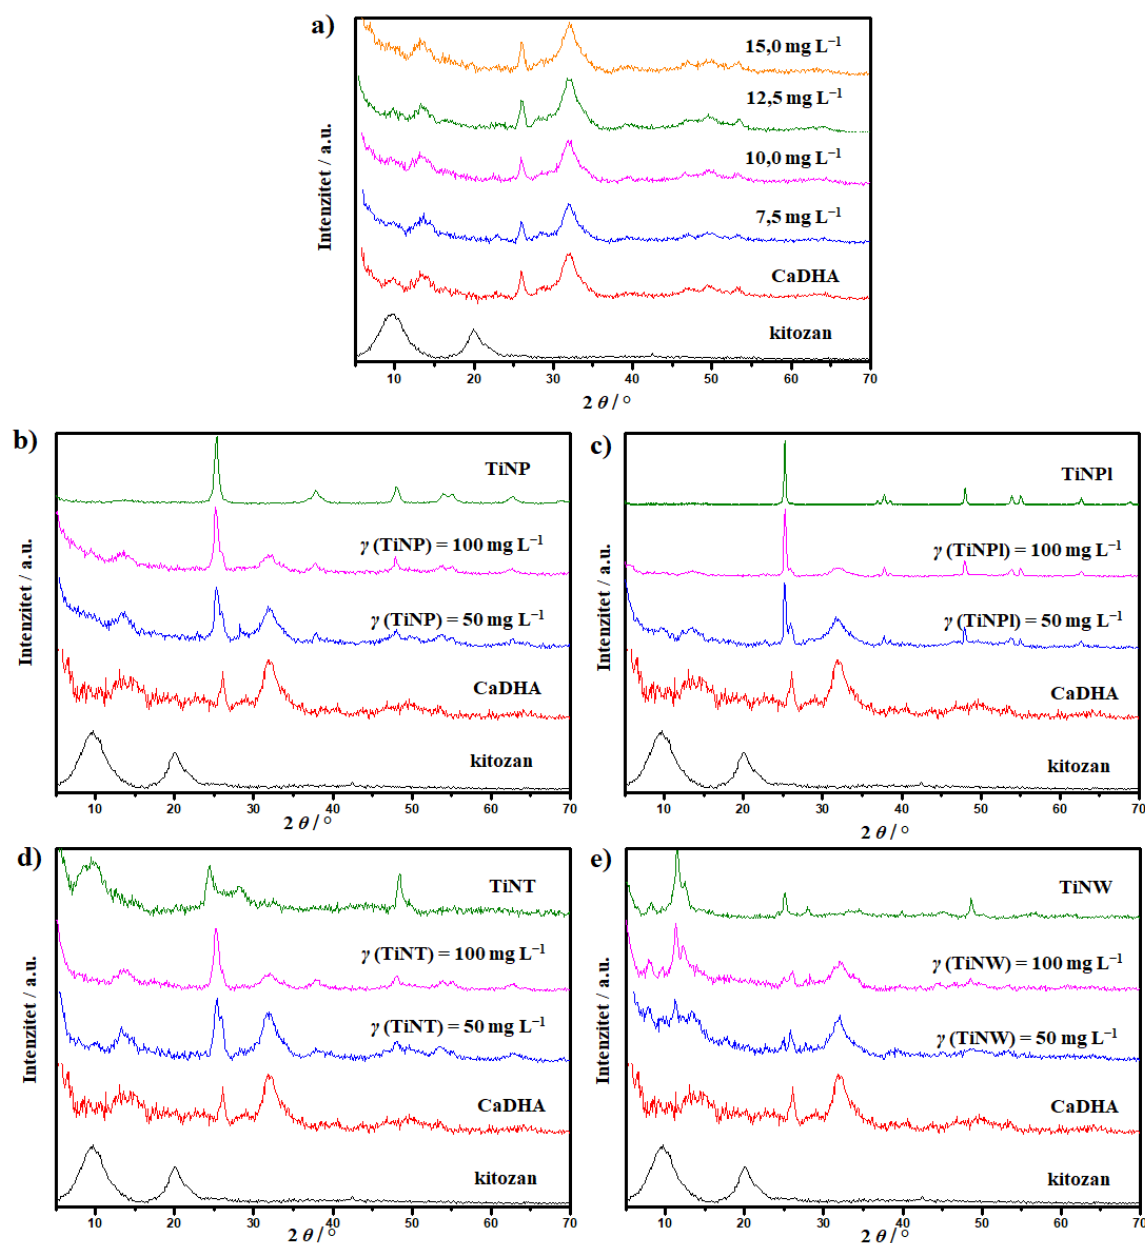 a)
Intenzitet / a.u.
15,0 mg L⁻¹
12,5 mg L⁻¹
10,0 mg L⁻¹
7,5 mg L⁻¹
CaDHA
kitozan
10 20 30 40 50 60 70
2 θ / °
b)
Intenzitet / a.u.
TiNP
γ (TiNP) = 100 mg L⁻¹
γ (TiNP) = 50 mg L⁻¹
CaDHA
kitozan
10 20 30 40 50 60 70
2 θ / °
c)
Intenzitet / a.u.
TiNPl
γ (TiNPl) = 100 mg L⁻¹
γ (TiNPl) = 50 mg L⁻¹
CaDHA
kitozan
10 20 30 40 50 60 70
2 θ / °
d)
Intenzitet / a.u.
TiNT
γ (TiNT) = 100 mg L⁻¹
γ (TiNT) = 50 mg L⁻¹
CaDHA
kitozan
10 20 30 40 50 60 70
2 θ / °
e)
Intenzitet / a.u.
TiNW
γ (TiNW) = 100 mg L⁻¹
γ (TiNW) = 50 mg L⁻¹
CaDHA
kitozan
10 20 30 40 50 60 70
2 θ / °